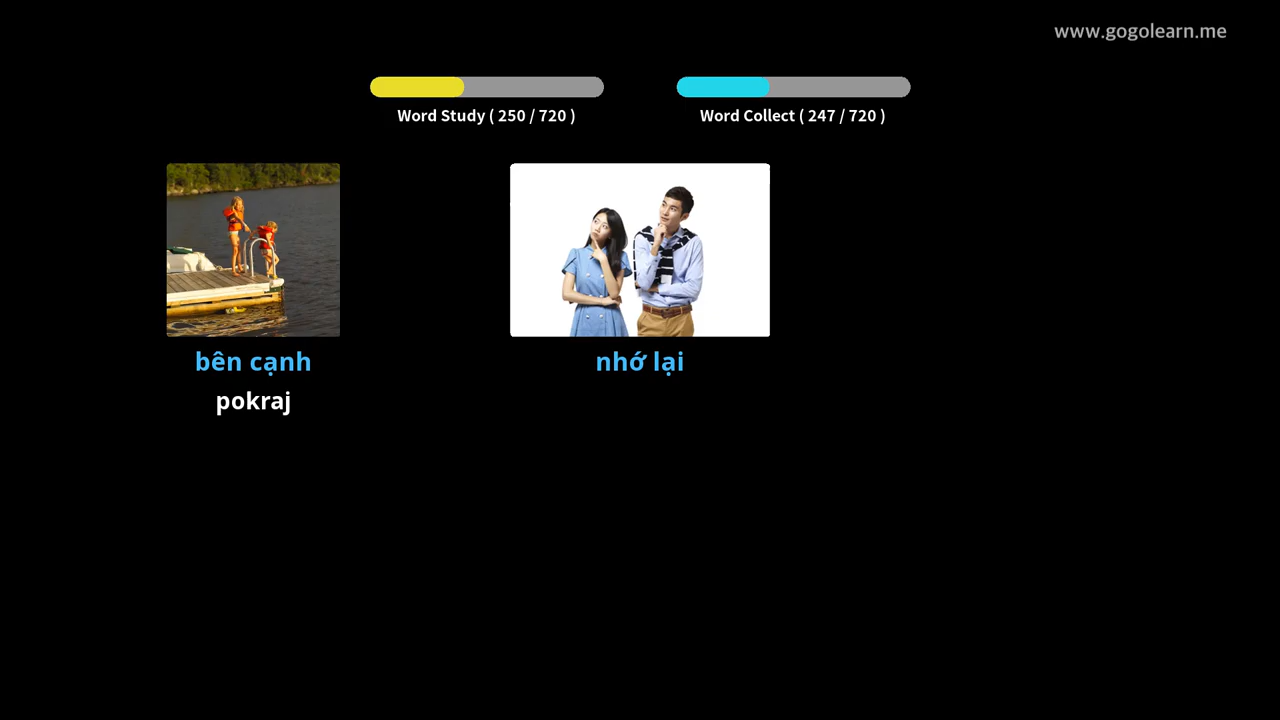 www.gogolearn.me
Word Study ( 250 / 720 )
Word Collect ( 247 / 720 )
bên cạnh
pokraj
nhớ lại